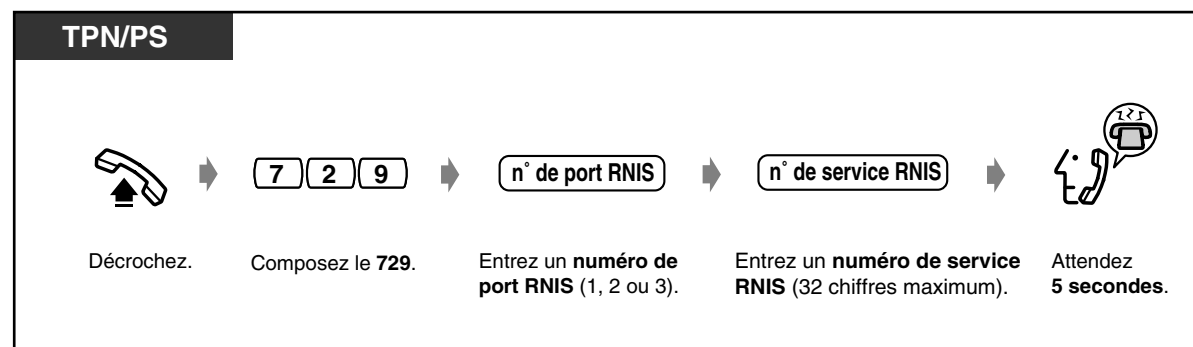 TPN/PS
7 2 9
n° de port RNIS
n° de service RNIS
Décrochez.
Composez le 729.
Entrez un numéro de
port RNIS (1, 2 ou 3).
Entrez un numéro de service
RNIS (32 chiffres maximum).
Attendez
5 secondes.